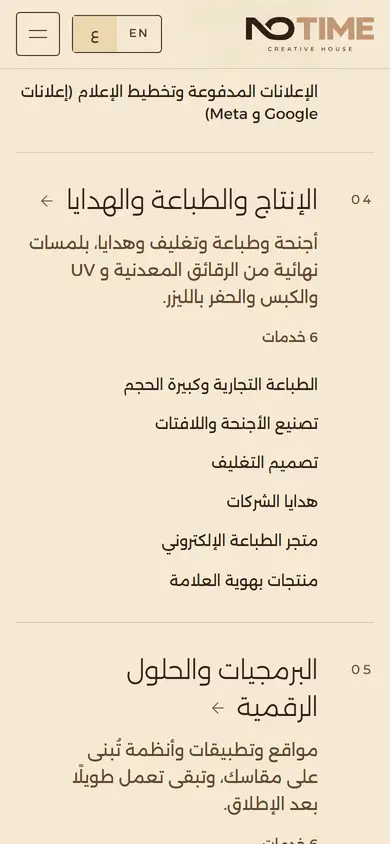 ع
EN
NOTIME
CREATIVE HOUSE
الإعلانات المدفوعة وتخطيط الإعلام (إعلانات
Google و Meta)
04
الإنتاج والطباعة والهدايا ←
أجنحة وطباعة وتغليف وهدايا، بلمسات
نهائية من الرقائق المعدنية و UV
والكبس والحفر بالليزر.
6 خدمات
الطباعة التجارية وكبيرة الحجم
تصنيع الأجنحة واللافتات
تصميم التغليف
هدايا الشركات
متجر الطباعة الإلكتروني
منتجات بهوية العلامة
05
البرمجيات والحلول
الرقمية ←
مواقع وتطبيقات وأنظمة تُبنى
على مقاسك، وتبقى تعمل طويلًا
بعد الإطلاق.
6 خدمات